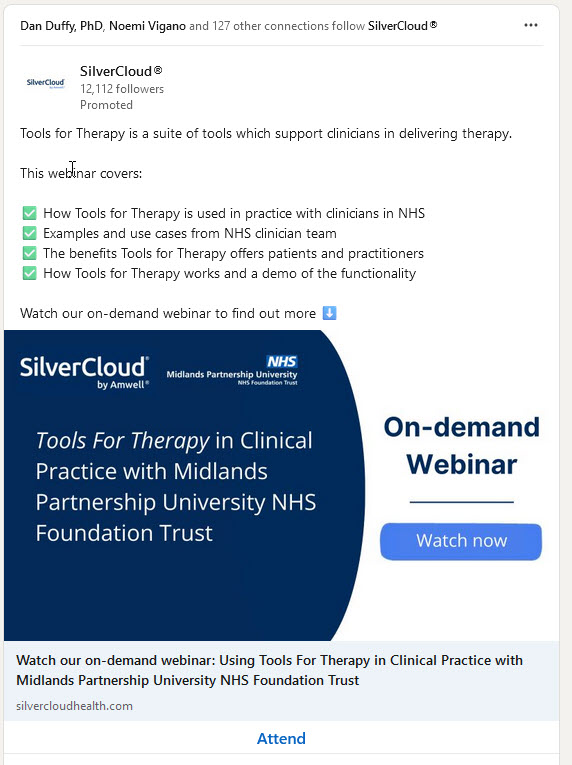 Dan Duffy, PhD, Noemi Vigano and 127 other connections follow SilverCloud®
SilverCloud®
SilverCloud®
by Amwell
12,112 followers
Promoted
Tools for Therapy is a suite of tools which support clinicians in delivering therapy.
This webinar covers:
✅ How Tools for Therapy is used in practice with clinicians in NHS
✅ Examples and use cases from NHS clinician team
✅ The benefits Tools for Therapy offers patients and practitioners
✅ How Tools for Therapy works and a demo of the functionality
Watch our on-demand webinar to find out more ⬇️
SilverCloud®
by Amwell®
NHS
Midlands Partnership University
NHS Foundation Trust
Tools For Therapy in Clinical
Practice with Midlands
Partnership University NHS
Foundation Trust
On-demand
Webinar
Watch now
Watch our on-demand webinar: Using Tools For Therapy in Clinical Practice with
Midlands Partnership University NHS Foundation Trust
silvercloudhealth.com
Attend